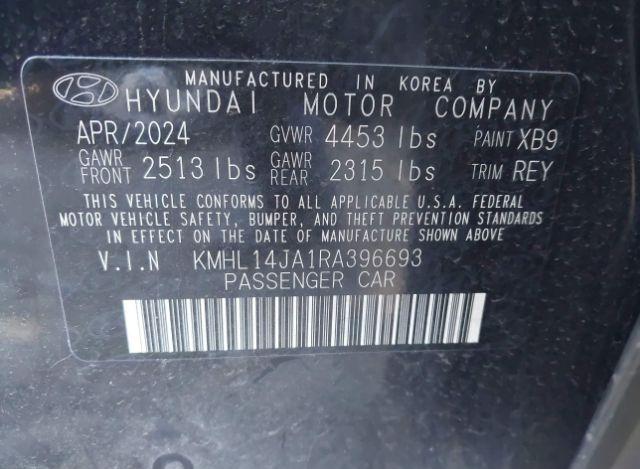 MANUFACTURED IN KOREA BY
HYUNDAI MOTOR COMPANY
APR/2024 GVWR 4453 lbs PAINT XB9
GAWR FRONT 2513 lbs GAWR REAR 2315 lbs TRIM REY
THIS VEHICLE CONFORMS TO ALL APPLICABLE U.S.A. FEDERAL
MOTOR VEHICLE SAFETY, BUMPER, AND THEFT PREVENTION STANDARDS
IN EFFECT ON THE DATE OF MANUFACTURE SHOWN ABOVE
V.I.N KMHL14JA1RA396693
PASSENGER CAR